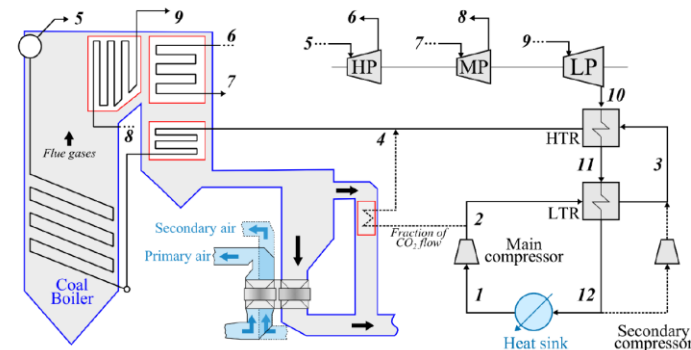 5
9
6
7
8
Flue gases
Coal
Boiler
Secondary air
Primary air
4
Fraction of
CO₂ flow
6
5
HP
8
7
MP
9
LP
10
HTR
11
3
LTR
2
Main
compressor
1
12
Heat sink
Secondary
compressor